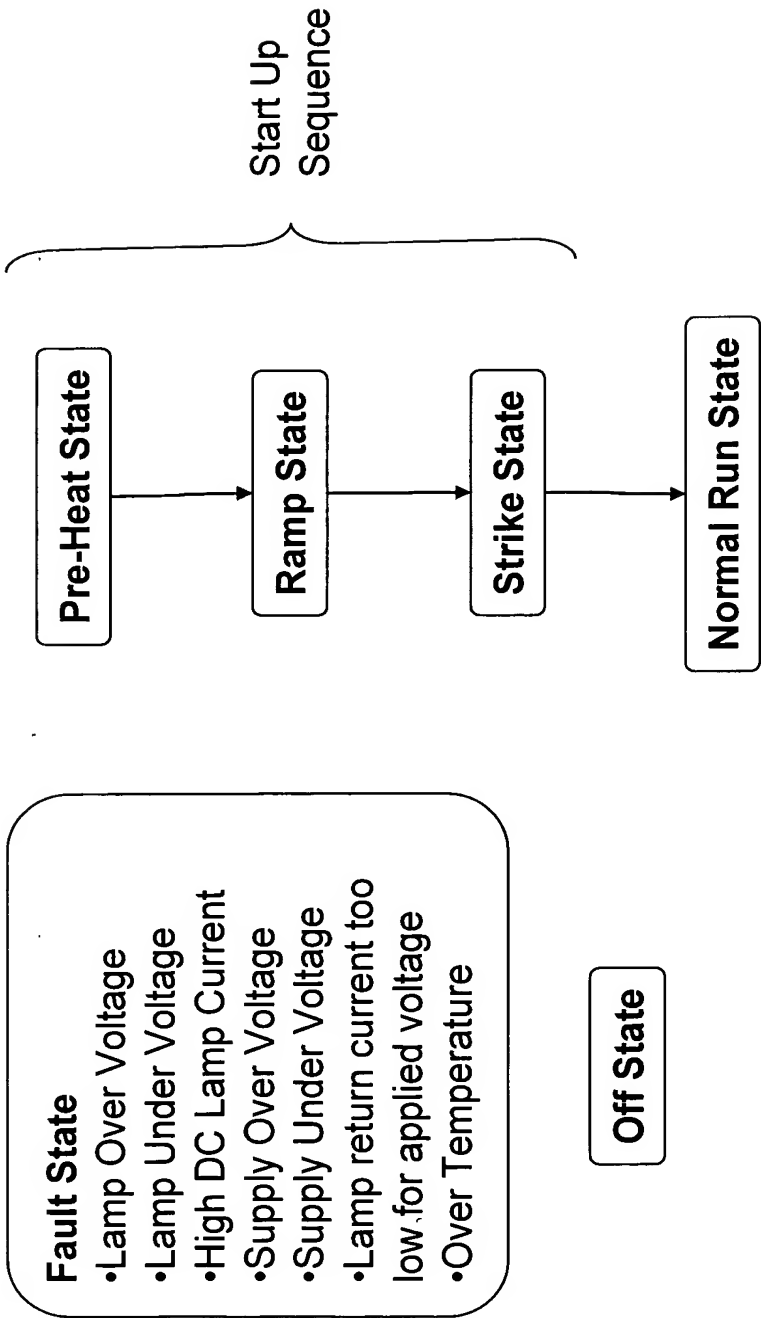 Fault State
•Lamp Over Voltage
•Lamp Under Voltage
•High DC Lamp Current
•Supply Over Voltage
•Supply Under Voltage
•Lamp return current too
low for applied voltage
•Over Temperature
Off State
Pre-Heat State
Ramp State
Strike State
Normal Run State
Start Up
Sequence